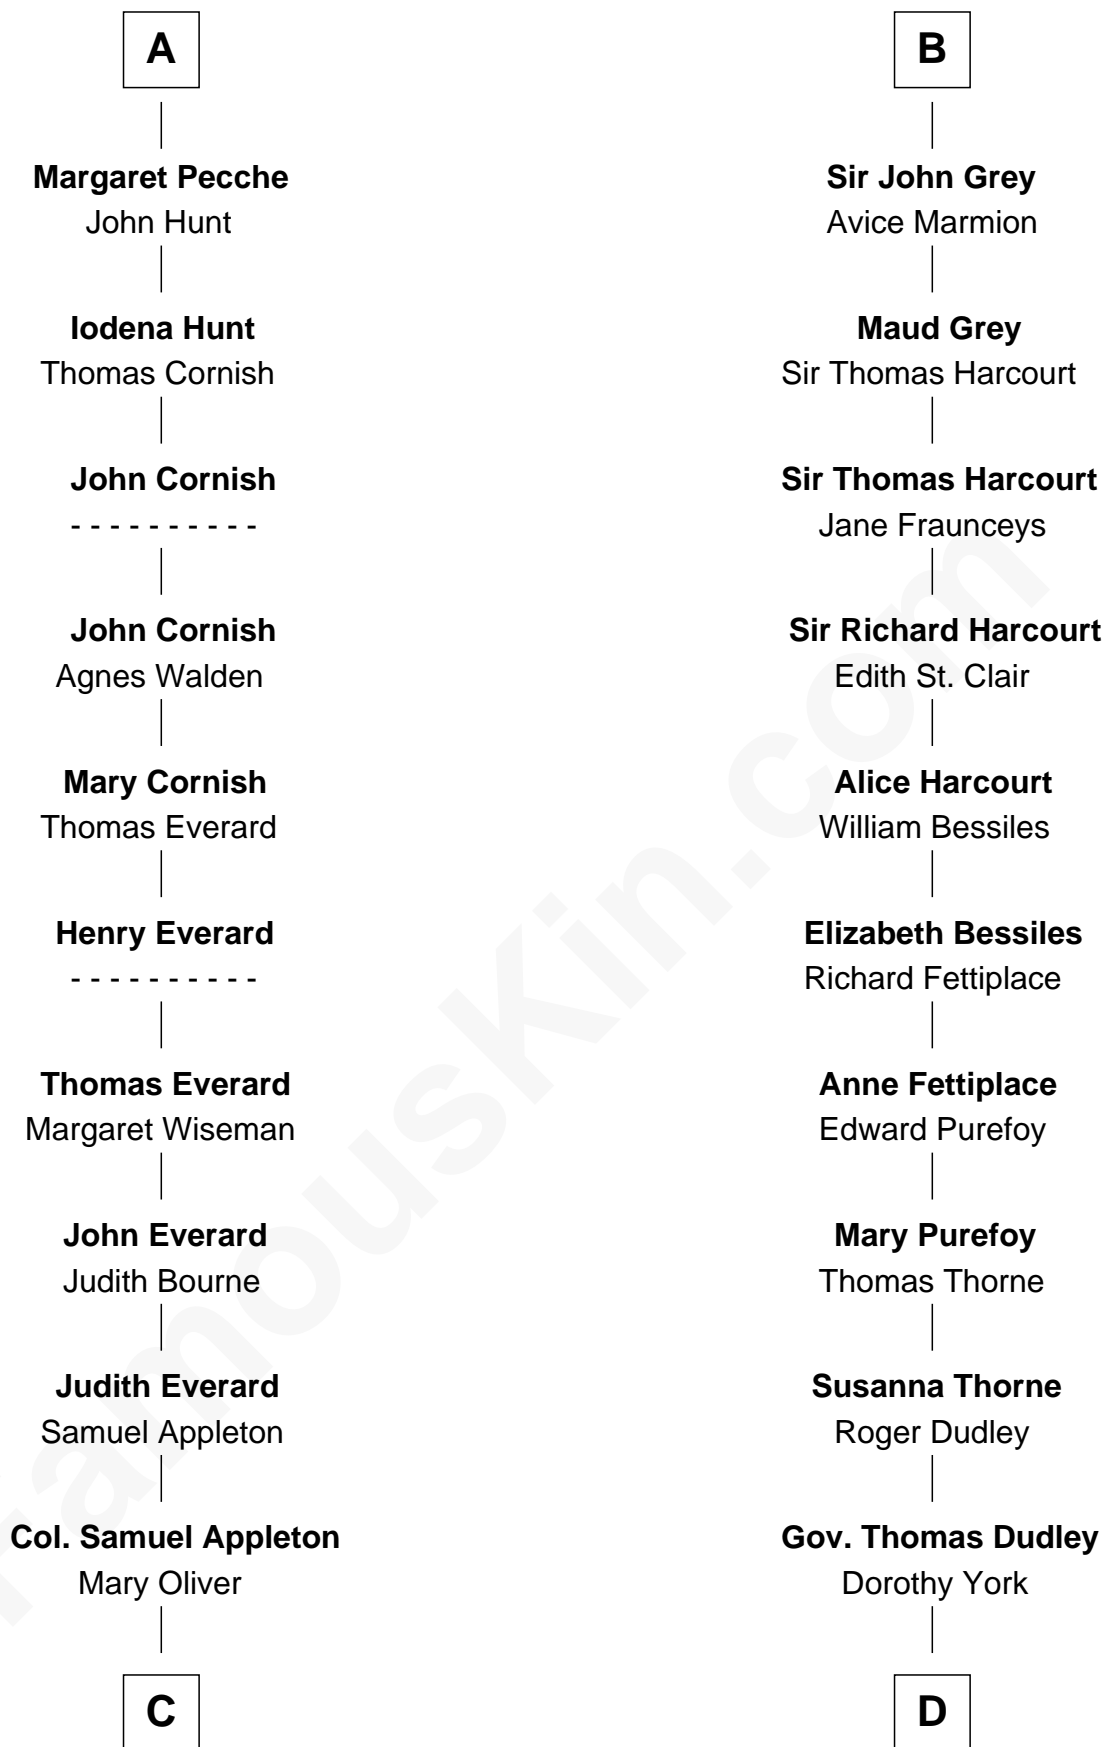 A
Margaret Pecche
John Hunt
Iodena Hunt
Thomas Cornish
John Cornish
- - - - - - - - - -
John Cornish
Agnes Walden
Mary Cornish
Thomas Everard
Henry Everard
- - - - - - - - - -
Thomas Everard
Margaret Wiseman
John Everard
Judith Bourne
Judith Everard
Samuel Appleton
Col. Samuel Appleton
Mary Oliver
C
B
Sir John Grey
Avice Marmion
Maud Grey
Sir Thomas Harcourt
Sir Thomas Harcourt
Jane Fraunceys
Sir Richard Harcourt
Edith St. Clair
Alice Harcourt
William Bessiles
Elizabeth Bessiles
Richard Fettiplace
Anne Fettiplace
Edward Purefoy
Mary Purefoy
Thomas Thorne
Susanna Thorne
Roger Dudley
Gov. Thomas Dudley
Dorothy York
D
FamousKin.com